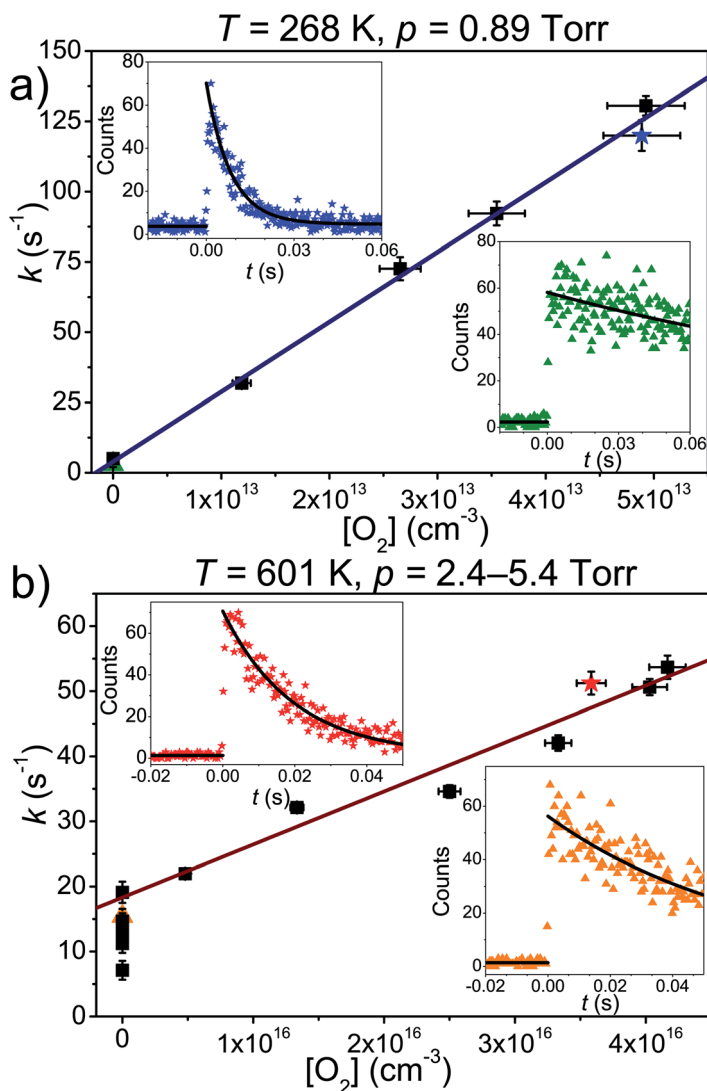 T = 268 K, p = 0.89 Torr
a)
150
125
100
75
50
25
0
k (s⁻¹)
0
1x10¹³
2x10¹³
3x10¹³
4x10¹³
5x10¹³
[O₂] (cm⁻³)
80
60
40
20
0
Counts
0.00
0.03
0.06
t (s)
80
60
40
20
0
Counts
0.00
0.03
0.06
t (s)
b)
T = 601 K, p = 2.4–5.4 Torr
60
50
40
30
20
10
0
k (s⁻¹)
0
1x10¹⁶
2x10¹⁶
3x10¹⁶
4x10¹⁶
[O₂] (cm⁻³)
80
60
40
20
0
Counts
-0.02
0.00
0.02
0.04
t (s)
80
60
40
20
0
Counts
-0.02
0.00
0.02
0.04
t (s)